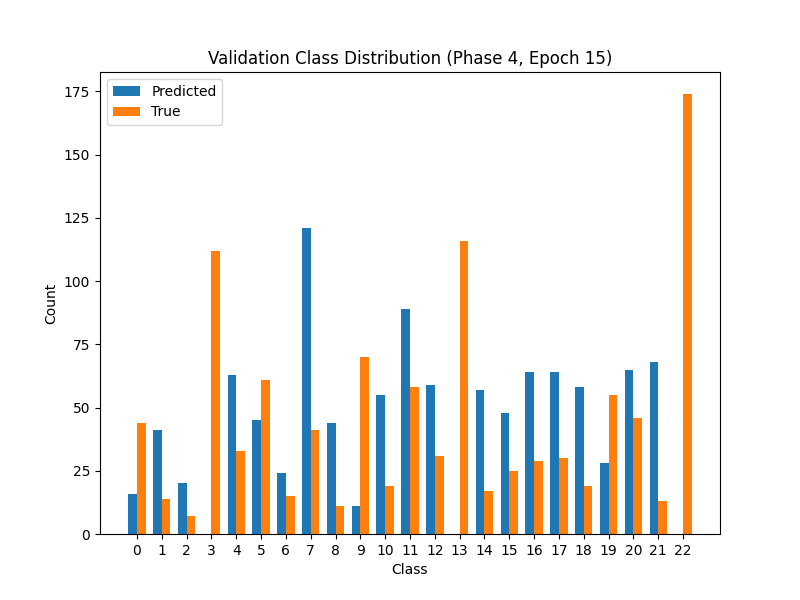 Validation Class Distribution (Phase 4, Epoch 15)
Predicted
True
175
150
125
100
75
50
25
0
Count
0 1 2 3 4 5 6 7 8 9 10 11 12 13 14 15 16 17 18 19 20 21 22
Class